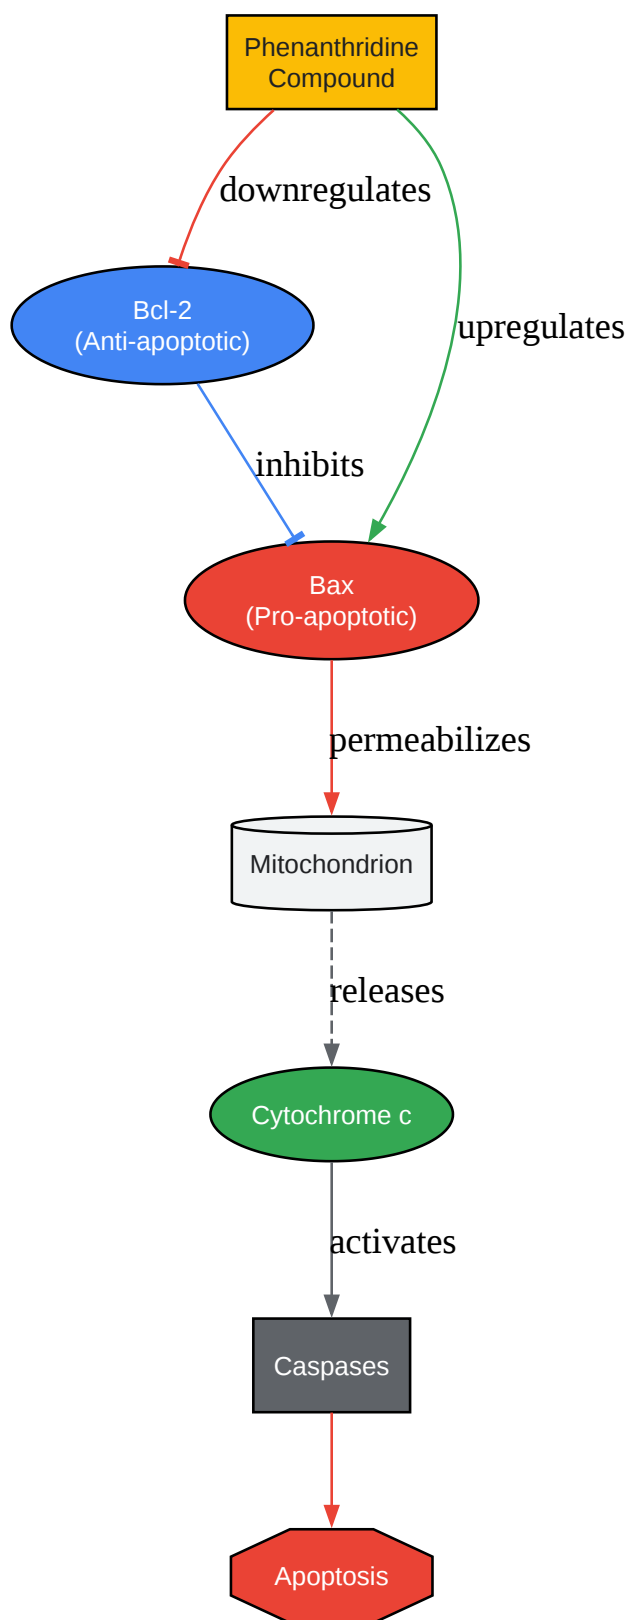 Phenanthridine
Compound
downregulates
Bcl-2
(Anti-apoptotic)
upregulates
inhibits
Bax
(Pro-apoptotic)
permeabilizes
Mitochondrion
releases
Cytochrome c
activates
Caspases
Apoptosis